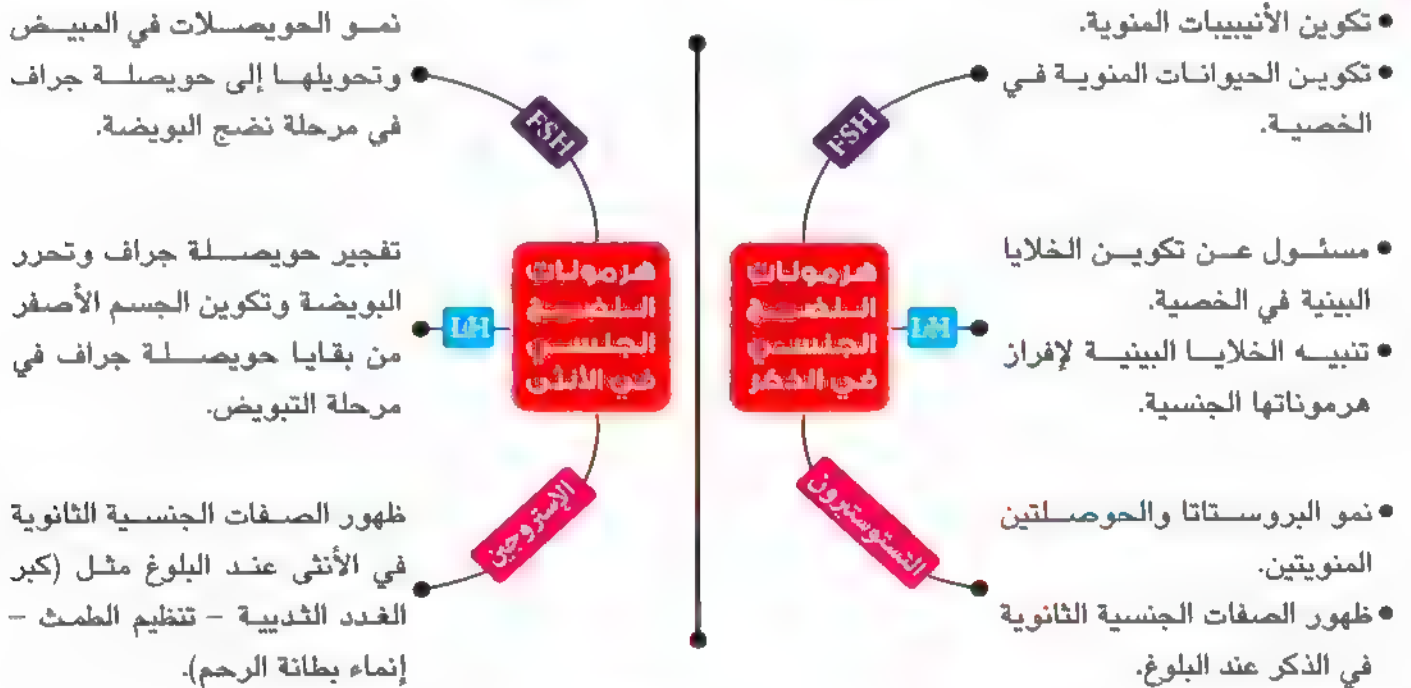 • تكوين الأنيبيبات المنوية.
• تكوين الحيوانات المنوية في
الخصية.
FSH
• مسئول عن تكوين الخلايا
البينية في الخصية.
• تنبيه الخلايا البينية لإفراز
هرموناتها الجنسية.
LH
هرمونات
النضج
الجنسي
في الذكر
التستوستيرون
• نمو البروستاتا والحوصلتين
المنويتين.
• ظهور الصفات الجنسية الثانوية
في الذكر عند البلوغ.
نمو الحويصلات في المبيض
وتحويلها إلى حويصلة جراف
في مرحلة نضج البويضة.
FSH
هرمونات
النضج
الجنسي
في الأنثى
LH
تفجير حويصلة جراف وتحرر
البويضة وتكوين الجسم الأصفر
من بقايا حويصلة جراف في
مرحلة التبويض.
الإستروجين
ظهور الصفات الجنسية الثانوية
في الأنثى عند البلوغ مثل (كبر
الغدد الثديية – تنظيم الطمث –
إنماء بطانة الرحم).